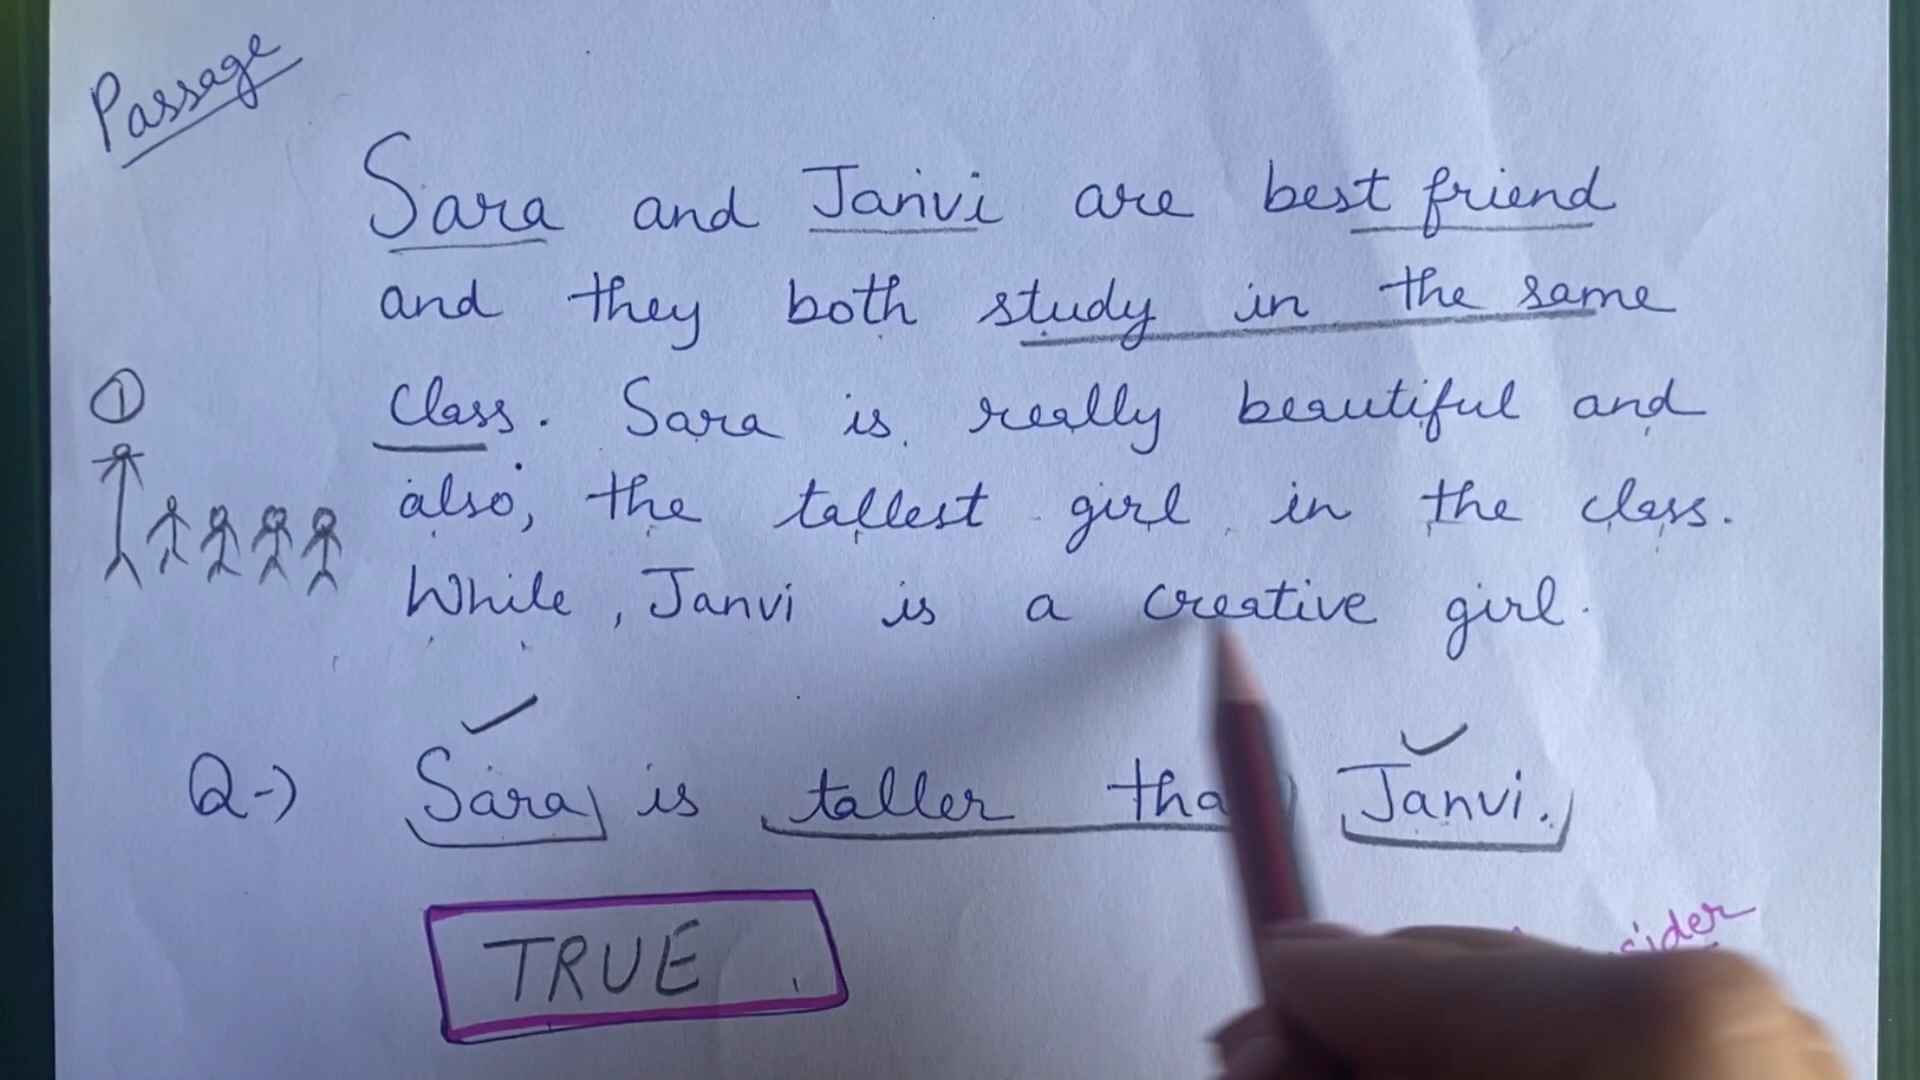 Passage
Sara and Janvi are best friend
and they both study in the same
class. Sara is really beautiful and
also, the tallest girl in the class.
While, Janvi is a creative girl.
①
Q→ Sara is taller tha Janvi.
TRUE